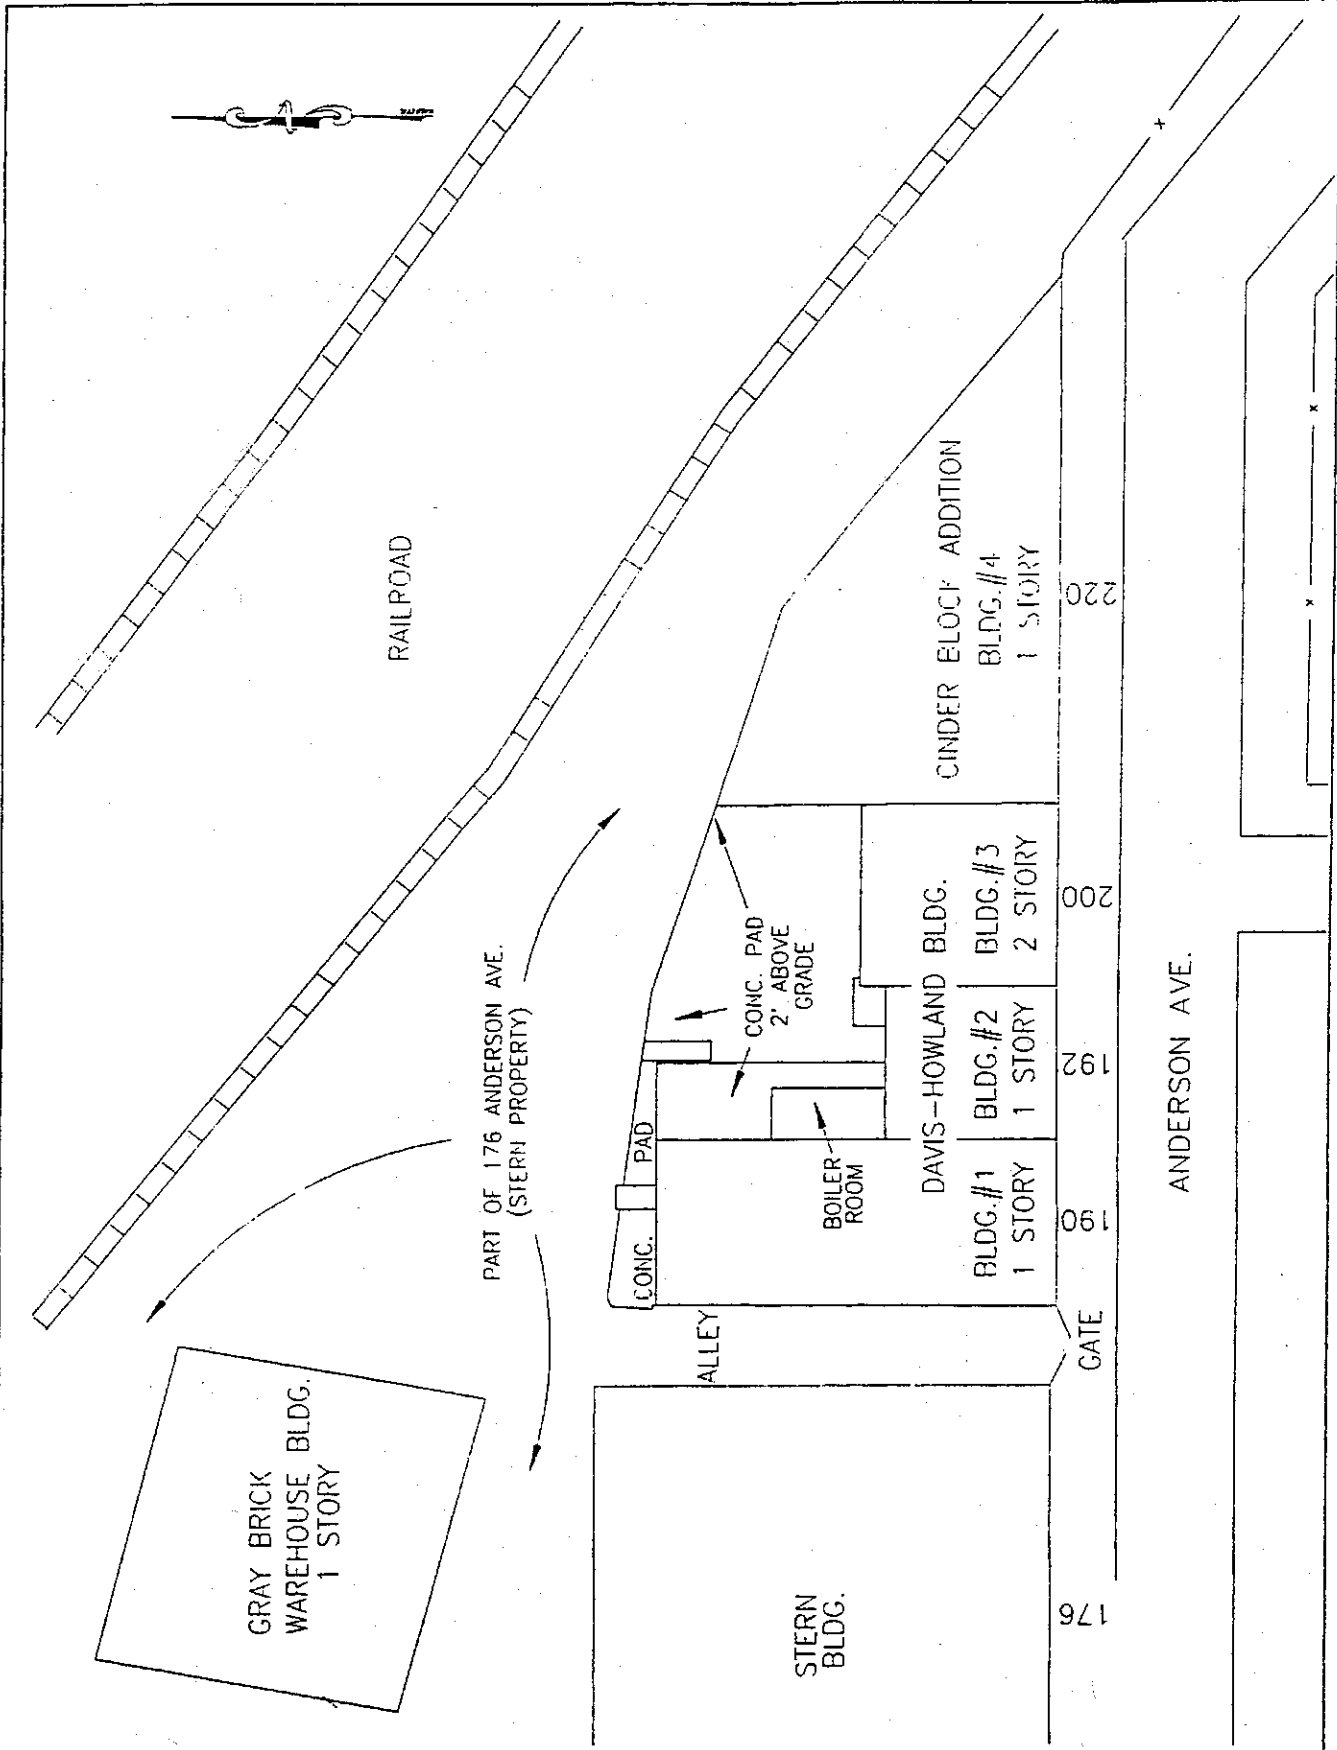 RAILPOAD
PART OF 176 ANDERSON AVE.
(STERN PROPERTY)
GRAY BRICK
WAREHOUSE BLDG.
1 STORY
CONC. PAD
ALLEY
CONC. PAD
2' ABOVE
GRADE
BOILER
ROOM
DAVIS-HOWLAND BLDG.
BLDG.#1
1 STORY
BLDG.#2
1 STORY
BLDG.#3
2 STORY
CINDER ELOCK ADDITION
BLDG.#4
1 STORY
STERN
BLDG.
GATE
176
190
192
200
220
ANDERSON AVE.